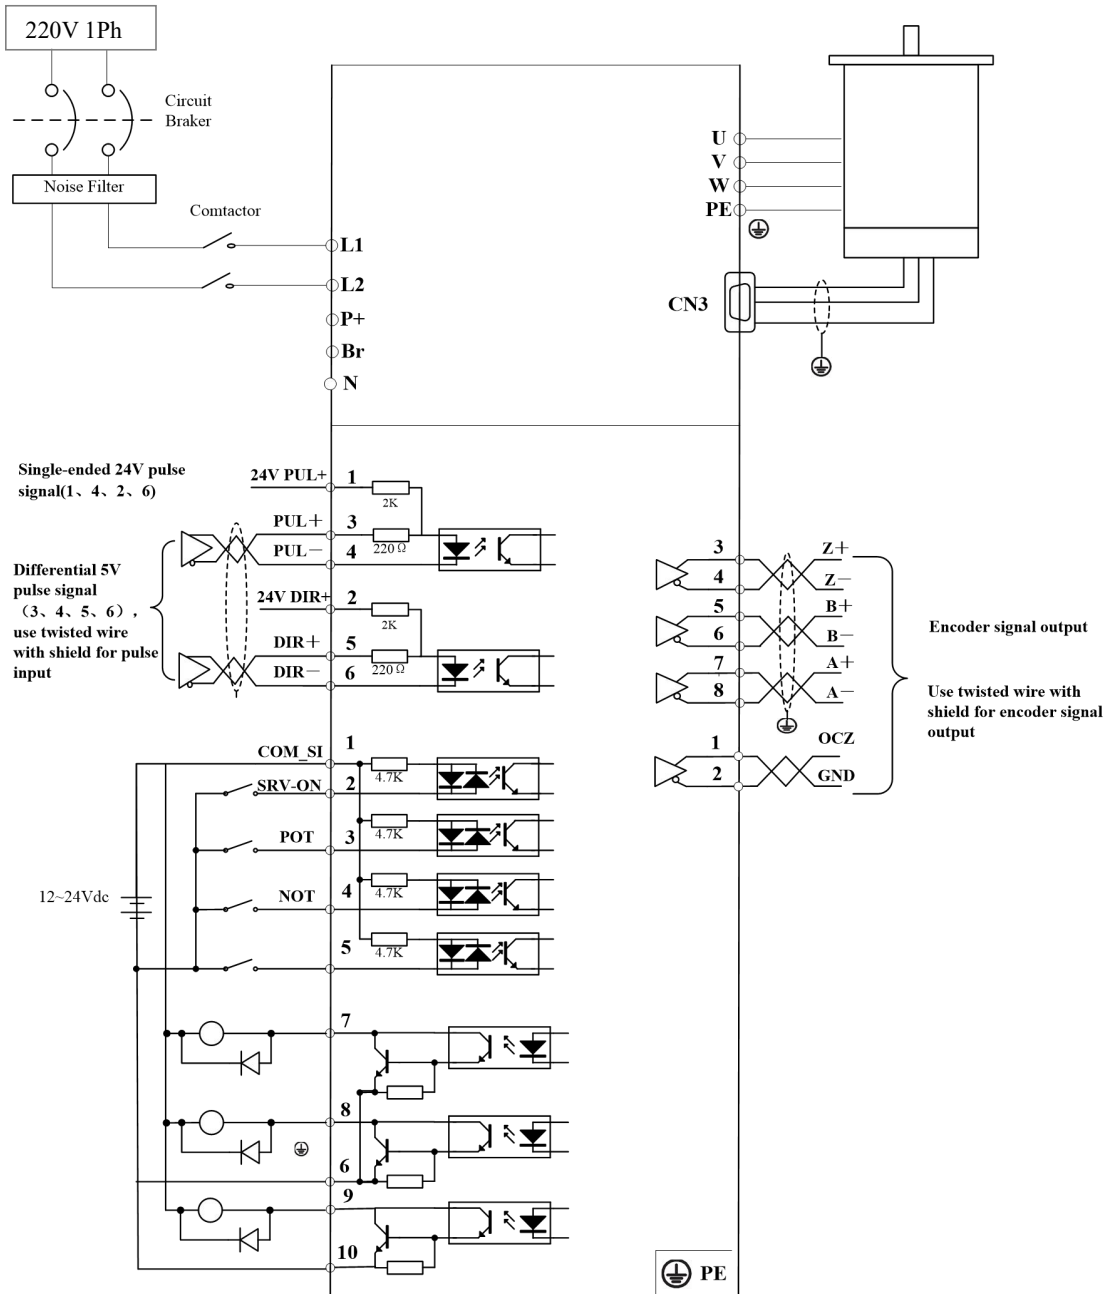 220V 1Ph
Circuit
Braker
Noise Filter
Comtactor
L1
L2
P+
Br
N
U
V
W
PE
CN3
Single-ended 24V pulse
signal(1、4、2、6)
24V PUL+
1
2K
PUL＋
3
220Ω
PUL－
4
Differential 5V
pulse signal
（3、4、5、6），
use twisted wire
with shield for pulse
input
24V DIR+
2
2K
DIR＋
5
220Ω
DIR－
6
3
Z＋
4
Z－
5
B＋
6
B－
7
A＋
8
A－
1
OCZ
2
GND
Encoder signal output
Use twisted wire with
shield for encoder signal
output
COM_SI
1
4.7K
SRV-ON
2
4.7K
POT
3
4.7K
NOT
4
4.7K
5
12~24Vdc
7
8
6
9
10
PE